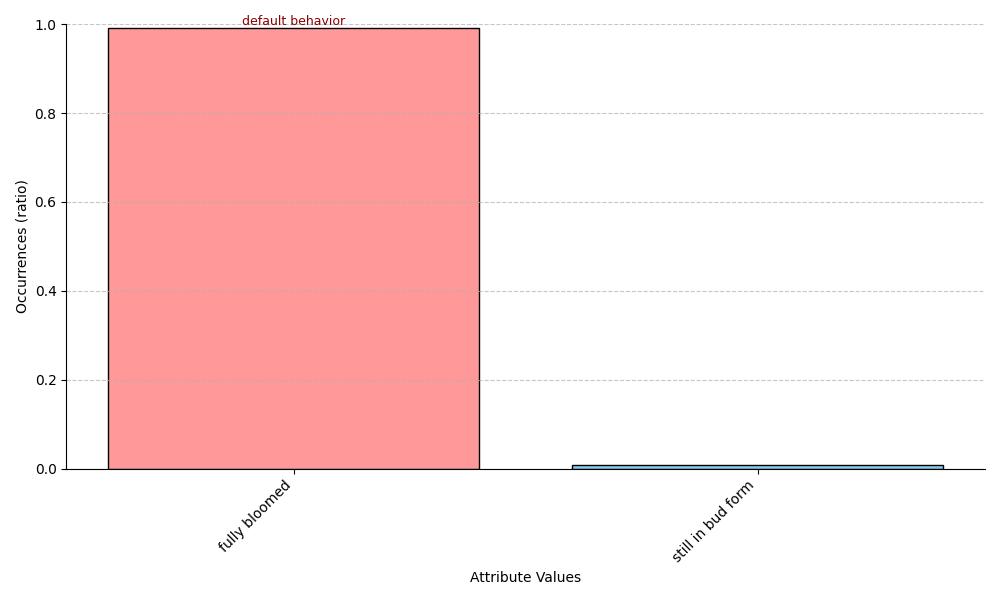 default behavior
1.0
0.8
0.6
0.4
0.2
0.0
Occurrences (ratio)
fully bloomed
still in bud form
Attribute Values